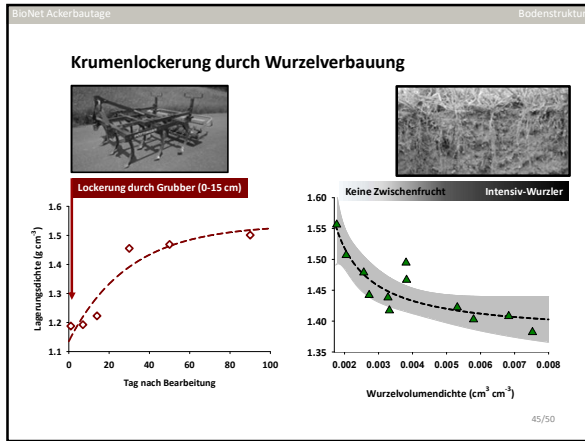 BioNet Ackerbautage
Bodenstruktur
Krumenlockerung durch Wurzelverbauung
Lockerung durch Grubber (0-15 cm)
1.6
1.5
1.4
1.3
1.2
1.1
Lagerungsdichte (g cm⁻³)
0 20 40 60 80 100
Tag nach Bearbeitung
Keine Zwischenfrucht Intensiv-Wurzler
1.60
1.55
1.50
1.45
1.40
1.35
0.002 0.003 0.004 0.005 0.006 0.007 0.008
Wurzelvolumendichte (cm³ cm⁻³)
45/50